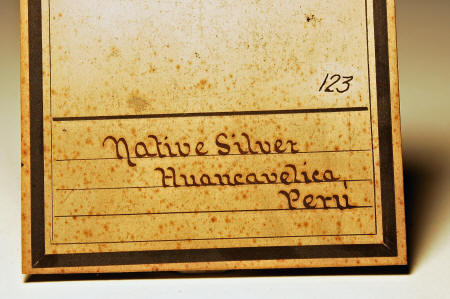 123
Native Silver
Huancavelica,
Peru